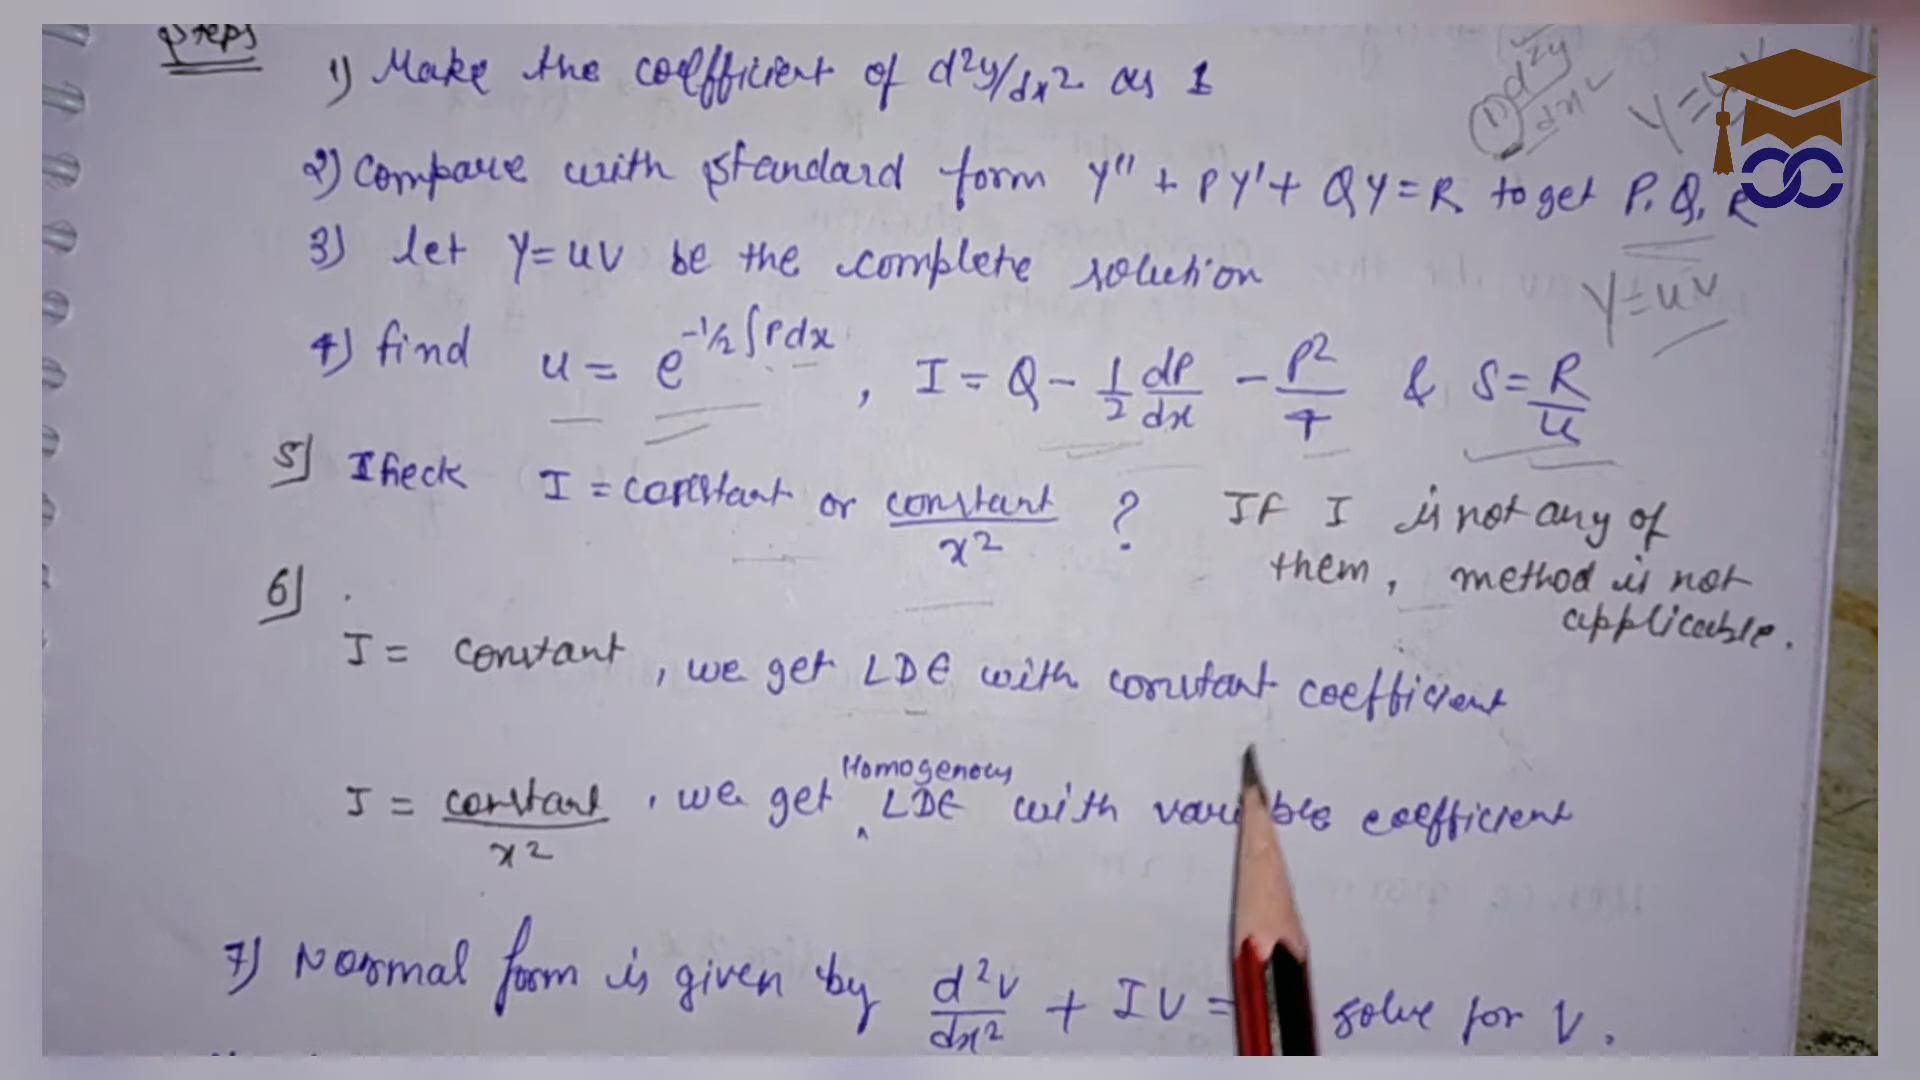 Steps
1) Make the coefficient of d²y/dx² as 1
① d²y/dx²
2) Compare with standard form y'' + Py' + Qy = R to get P, Q, R
3) let y=uv be the complete solution
y=uv
4) find u = e^{-1/2 ∫Pdx}, I = Q - 1/2 dP/dx - P²/4 & S = R/u
5) Check I = constant or constant/x² ? If I is not any of
them, method is not
applicable.
6) .
I = constant, we get LDE with constant coefficient
I = constant/x², we get Homogenous LDE with variable coefficient
7) Normal form is given by d²v/dx² + Iv = solve for v.